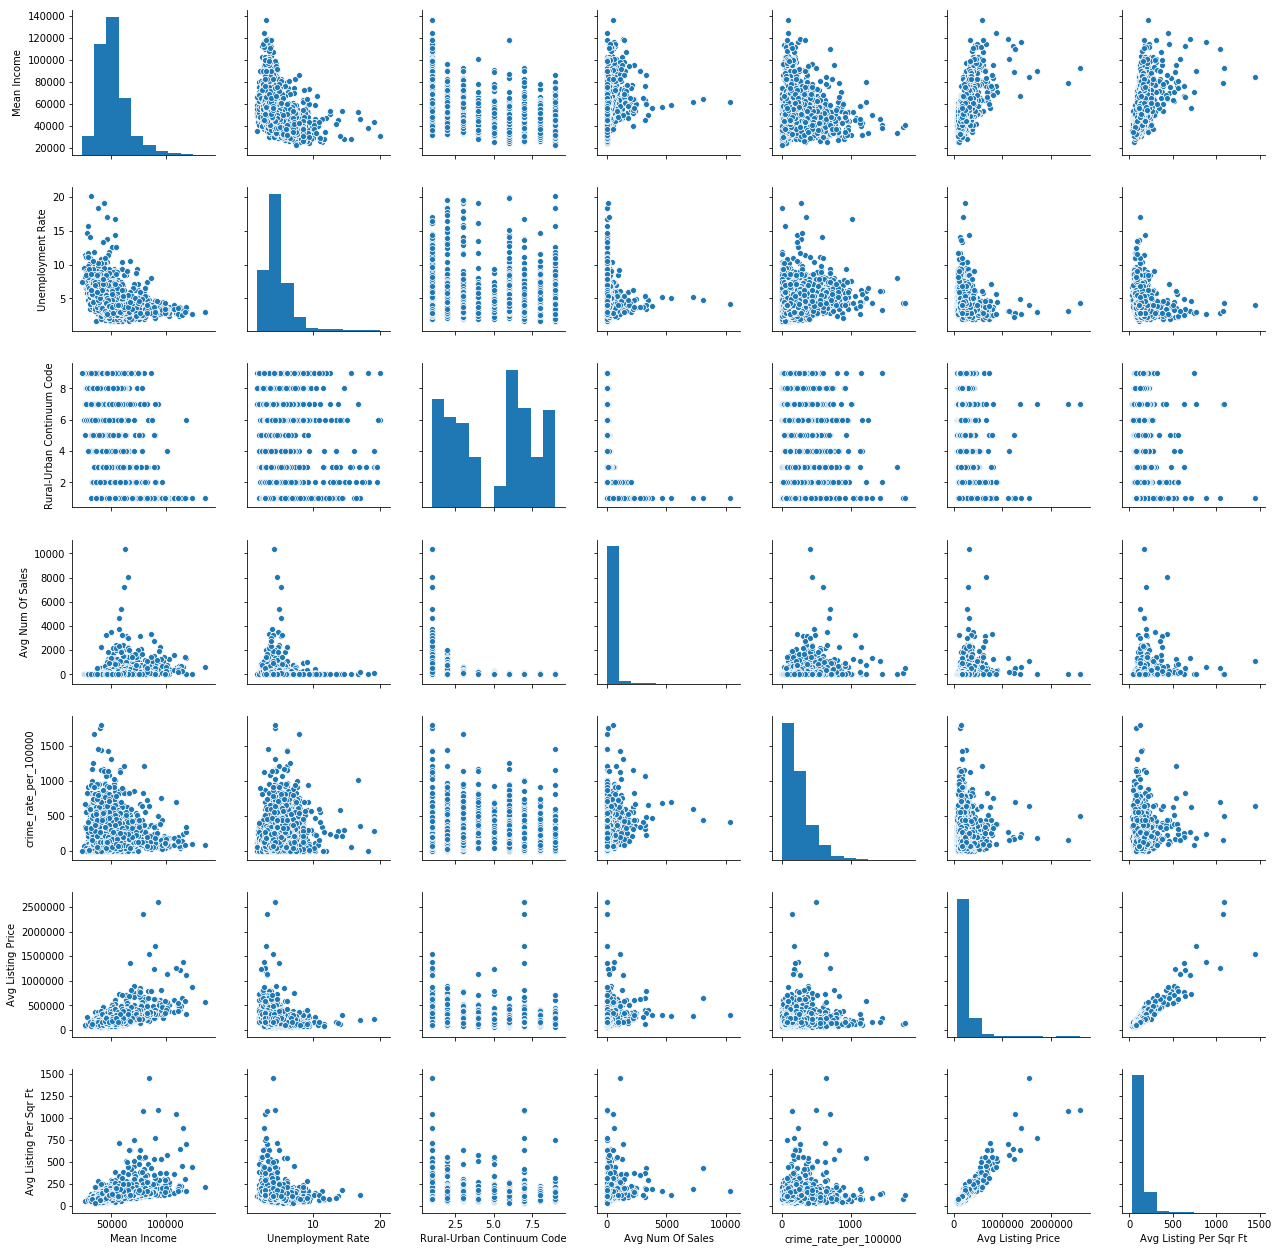 140000
120000
100000
80000
60000
40000
20000
Mean Income
20
15
10
5
Unemployment Rate
8
6
4
2
Rural-Urban Continuum Code
10000
8000
6000
4000
2000
0
Avg Num Of Sales
1500
1000
500
0
crime_rate_per_100000
2500000
2000000
1500000
1000000
500000
0
Avg Listing Price
1500
1250
1000
750
500
250
0
Avg Listing Per Sqr Ft
50000 100000
Mean Income
10 20
Unemployment Rate
2.5 5.0 7.5
Rural-Urban Continuum Code
0 5000 10000
Avg Num Of Sales
0 1000
crime_rate_per_100000
0 1000000 2000000
Avg Listing Price
0 500 1000 1500
Avg Listing Per Sqr Ft